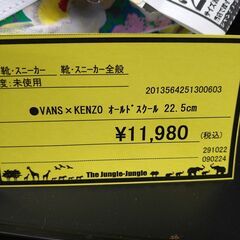 靴・スニーカー 靴・スニーカー全般
度:未使用 2013564251300603
●VANS×KENZO オールドスクール 22.5cm
¥11,980 (税込)
291022
090224
The Jungle-Jungle